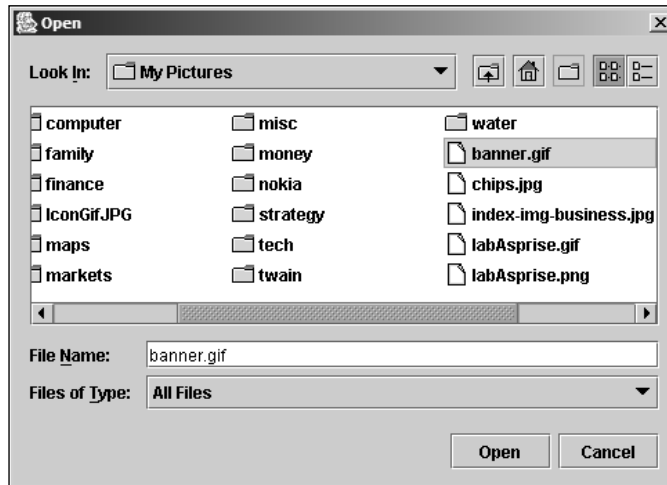 Open
Look In: My Pictures
computer misc water
family money banner.gif
finance nokia chips.jpg
IconGifJPG strategy index-img-business.jpg
maps tech labAsprise.gif
markets twain labAsprise.png
File Name: banner.gif
Files of Type: All Files
Open Cancel